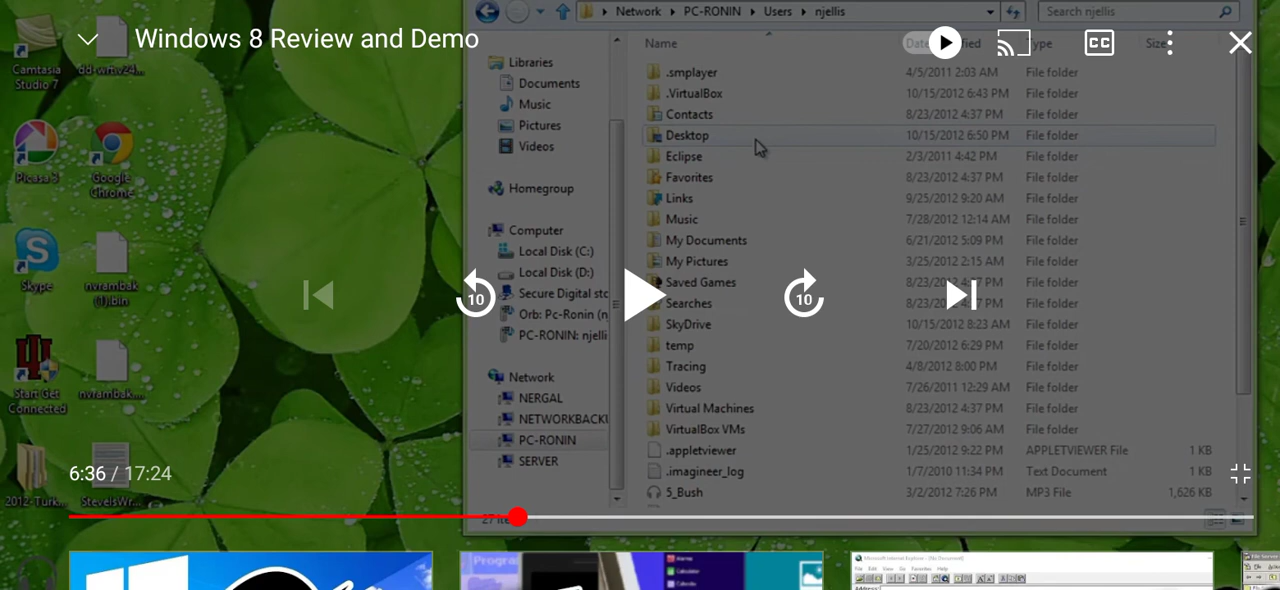 Windows 8 Review and Demo
CC
Network PC-RONIN Users njellis
Search njellis
Name Type Size
Camtasia
Studio 7
Picasa 3
Google
Chrome
Skype
nvrambak
(1).bin
Start Get
Connected
nvrambak....
2012-Turk...
StevelsWr...
Libraries
Documents
Music
Pictures
Videos
Homegroup
Computer
Local Disk (C:)
Local Disk (D:)
Secure Digital sto
Orb: Pc-Ronin (n
PC-RONIN: njelli
Network
NERGAL
NETWORKBACKU
PC-RONIN
SERVER
.smplayer 4/5/2011 2:03 AM File folder
.VirtualBox 10/15/2012 6:43 PM File folder
Contacts 8/23/2012 4:37 PM File folder
Desktop 10/15/2012 6:50 PM File folder
Eclipse 2/3/2011 4:42 PM File folder
Favorites 8/23/2012 4:37 PM File folder
Links 9/25/2012 9:20 AM File folder
Music 7/28/2012 12:14 AM File folder
My Documents 6/21/2012 5:09 PM File folder
My Pictures 3/25/2012 2:15 AM File folder
Saved Games File folder
Searches File folder
SkyDrive 10/15/2012 8:23 AM File folder
temp 7/20/2012 6:29 PM File folder
Tracing 4/8/2012 8:00 PM File folder
Videos 7/26/2011 12:29 AM File folder
Virtual Machines 8/23/2012 4:37 PM File folder
VirtualBox VMs 7/27/2012 9:06 AM File folder
.appletviewer 1/25/2012 9:22 PM APPLETVIEWER File 1 KB
.imagineer_log 1/7/2010 11:34 PM Text Document 1 KB
5_Bush 3/2/2012 7:26 PM MP3 File 1,626 KB
10
10
6:36 / 17:24